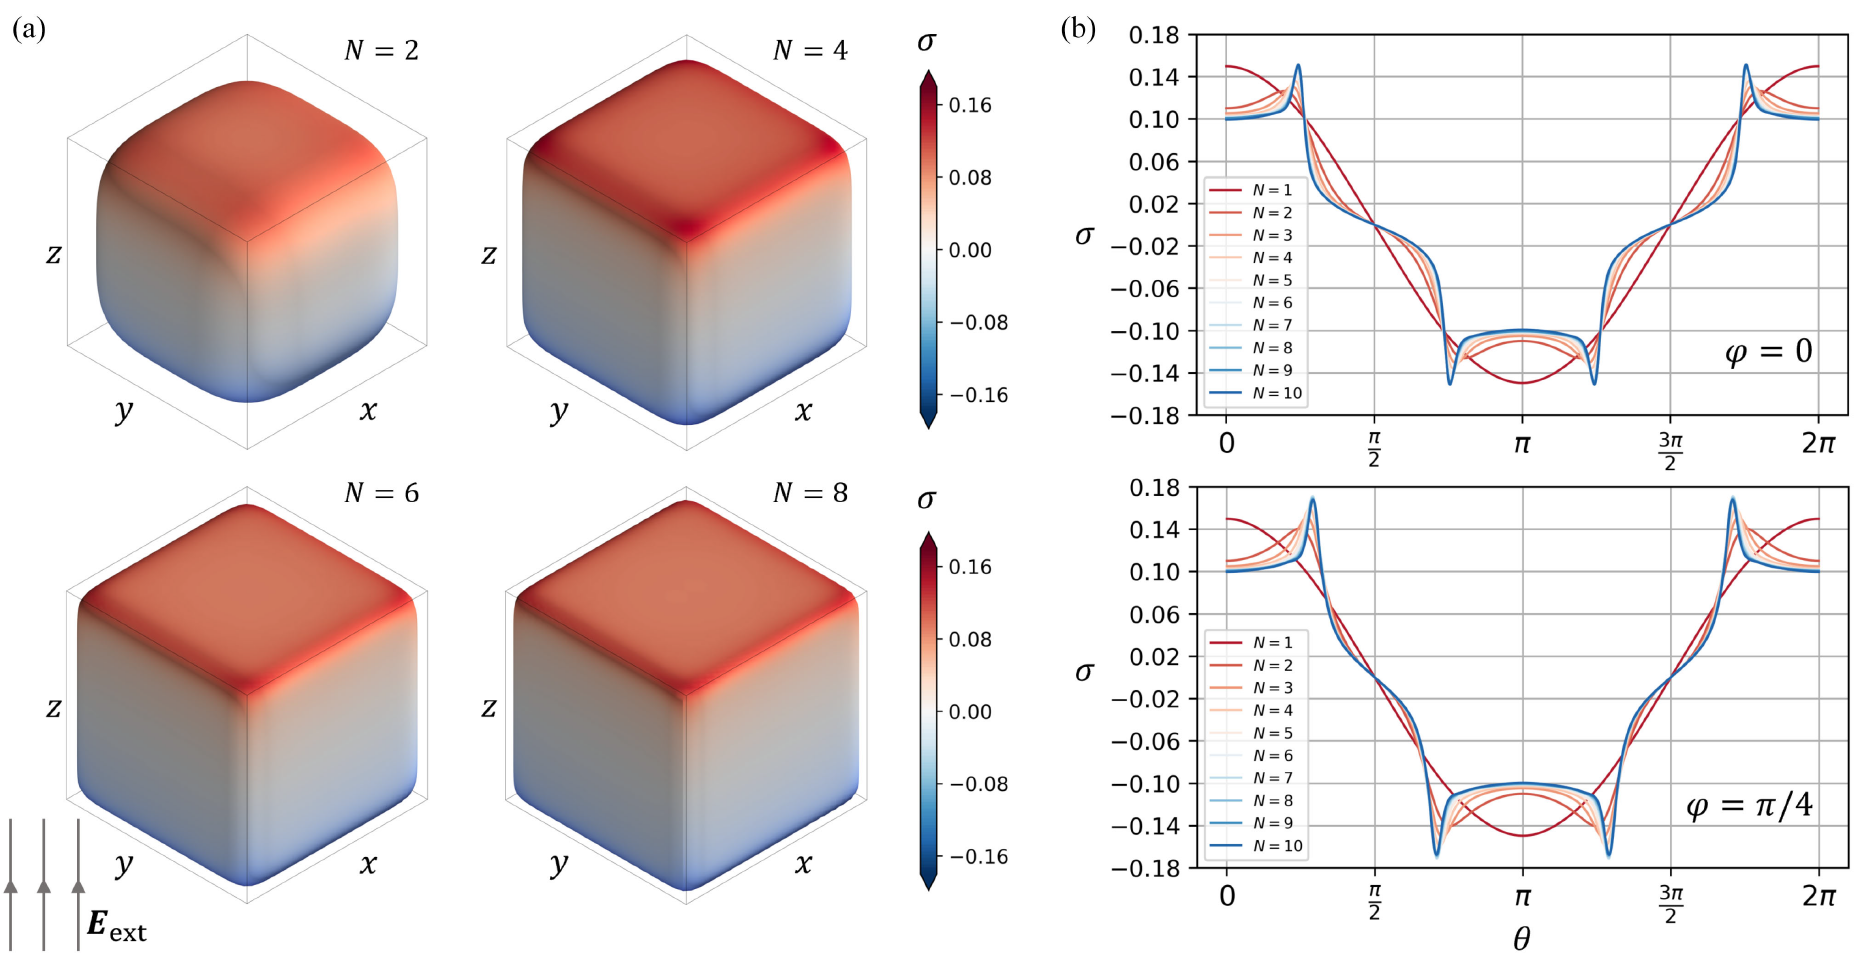 (a)
N = 2
N = 4
σ
0.16
0.08
0.00
−0.08
−0.16
z
y
x
z
y
x
N = 6
N = 8
σ
0.16
0.08
0.00
−0.08
−0.16
z
y
x
z
y
x
E_ext
(b)
0.18
0.14
0.10
0.06
0.02
−0.02
−0.06
−0.10
−0.14
−0.18
σ
N = 1
N = 2
N = 3
N = 4
N = 5
N = 6
N = 7
N = 8
N = 9
N = 10
φ = 0
0 π/2 π 3π/2 2π
0.18
0.14
0.10
0.06
0.02
−0.02
−0.06
−0.10
−0.14
−0.18
σ
N = 1
N = 2
N = 3
N = 4
N = 5
N = 6
N = 7
N = 8
N = 9
N = 10
φ = π/4
0 π/2 π 3π/2 2π
θ